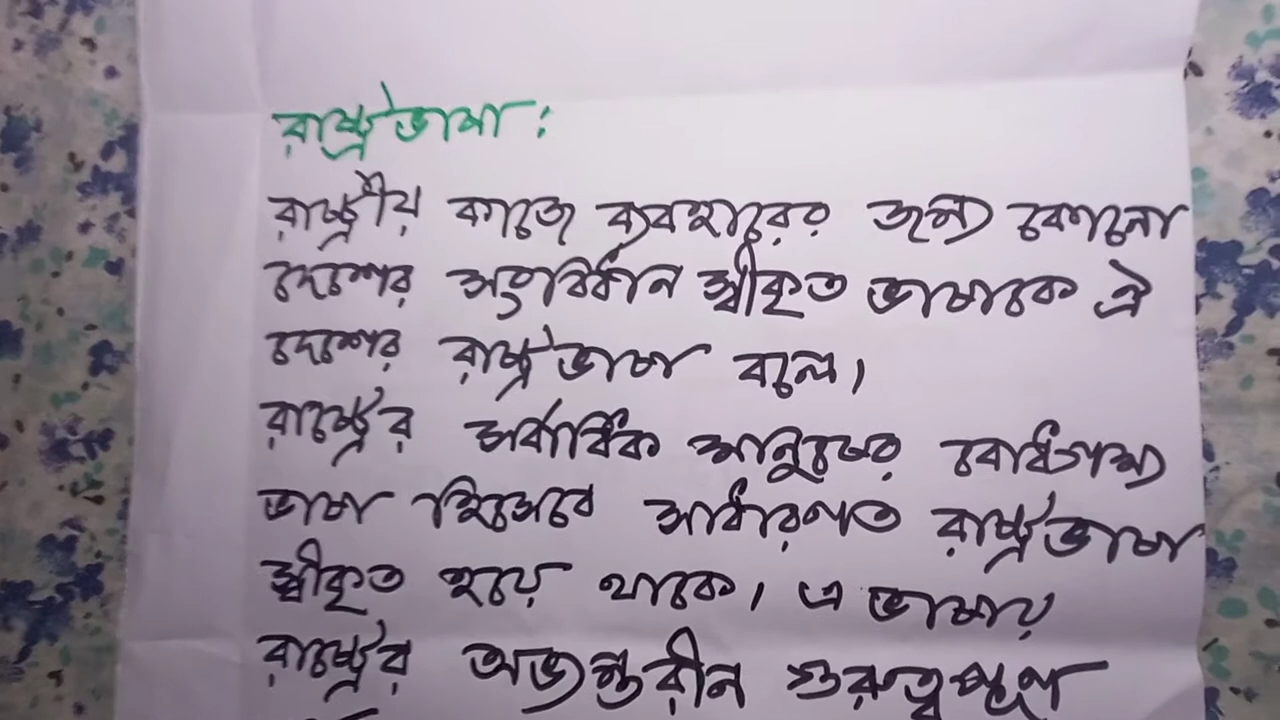 রাষ্ট্রভাষা :
রাষ্ট্রীয় কাজে ব্যবহারের জন্য কোনো
দেশের সংবিধান স্বীকৃত ভাষাকে ঐ
দেশের রাষ্ট্রভাষা বলে।
রাষ্ট্রের সর্বাধিক মানুষের বোধগম্য
ভাষা হিসেবে সাধারণত রাষ্ট্রভাষা
স্বীকৃত হয়ে থাকে। এ ভাষায়
রাষ্ট্রের অভ্যন্তরীন গুরুত্বপূর্ণ